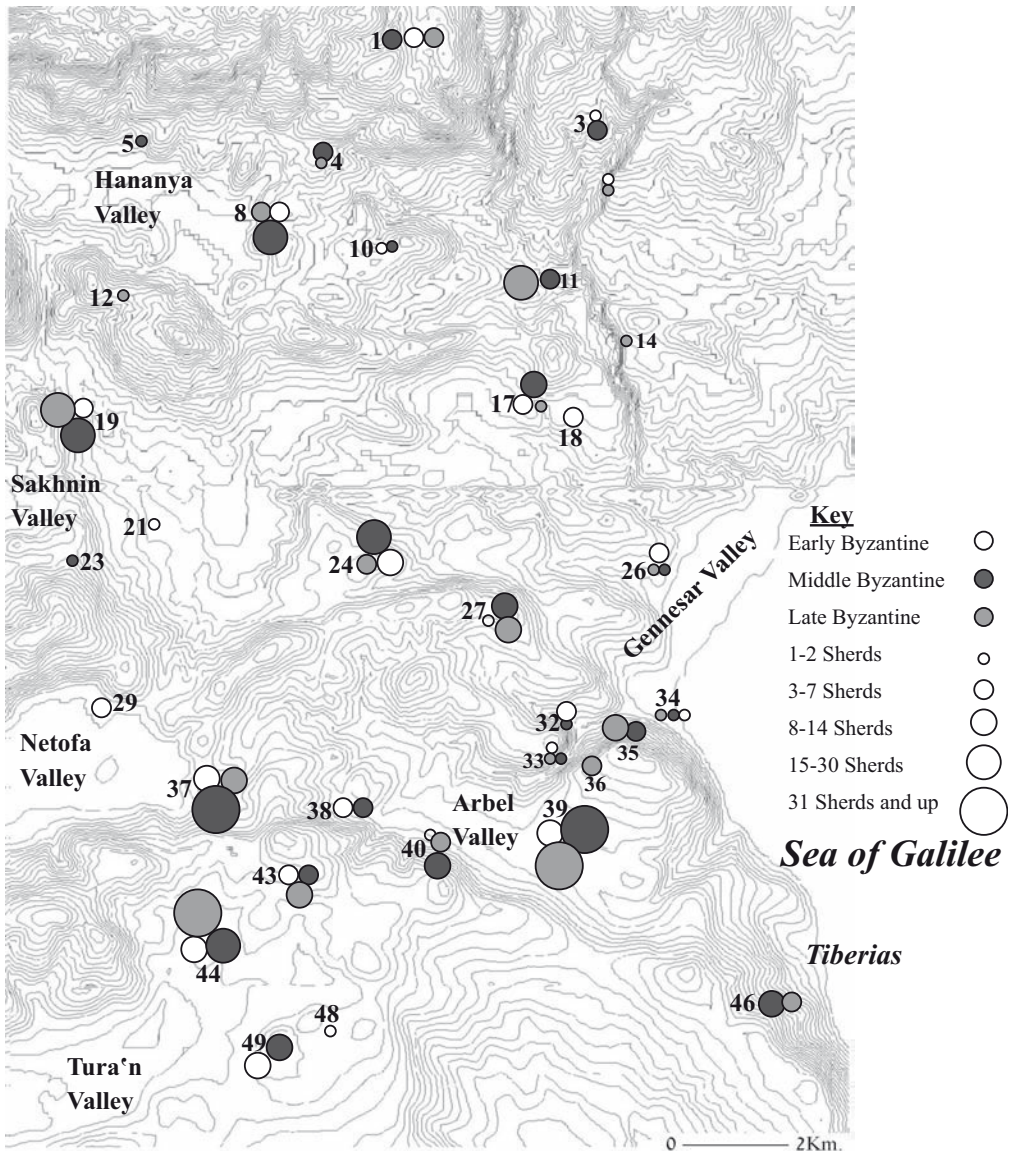 1
3
5
4
Hananya
Valley
8
10
11
12
14
17
18
19
Sakhnin
Valley
21
23
24
26
27
Gennesar Valley
Key
Early Byzantine
Middle Byzantine
Late Byzantine
1-2 Sherds
3-7 Sherds
8-14 Sherds
15-30 Sherds
31 Sherds and up
29
Netofa
Valley
32
33
34
35
36
37
38
Arbel
Valley
39
40
Sea of Galilee
43
44
Tiberias
46
48
49
Turaʽn
Valley
0 2Km.